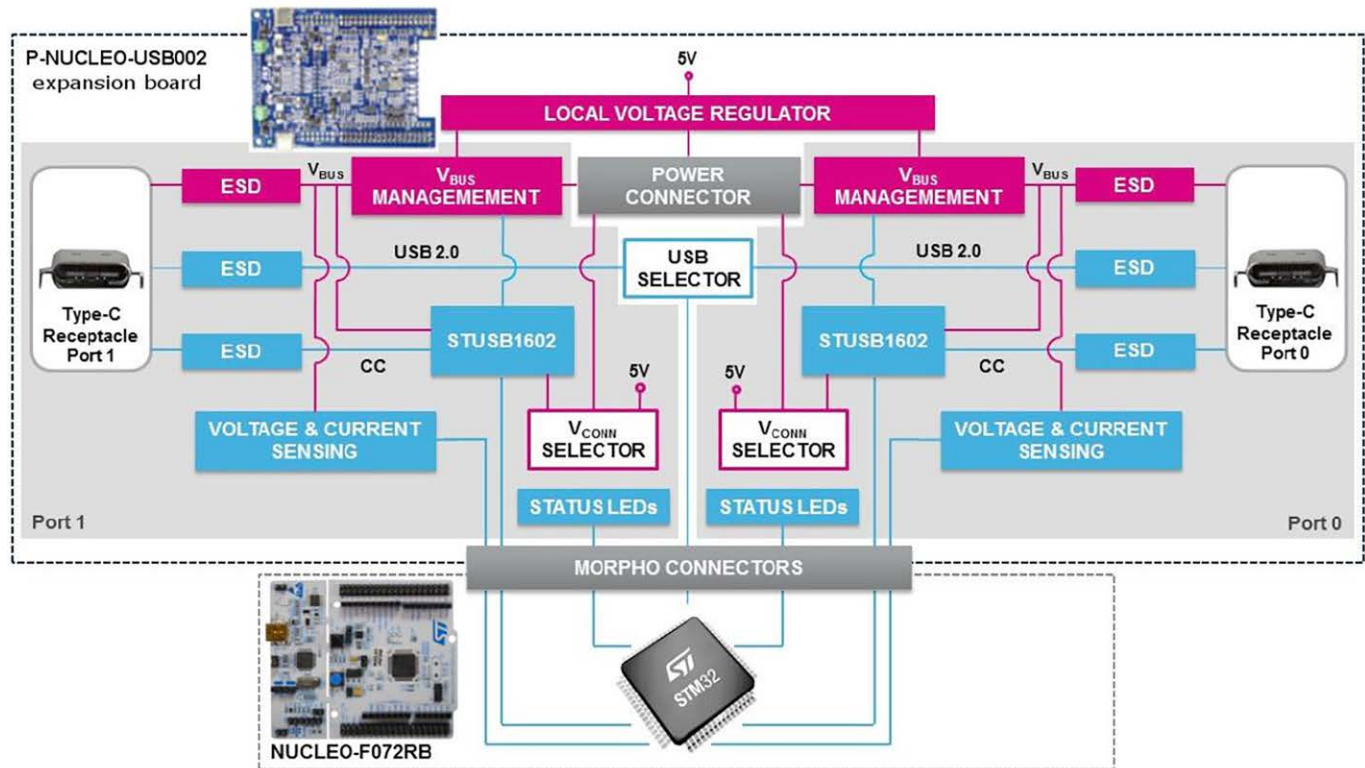 P-NUCLEO-USB002
expansion board
5V
LOCAL VOLTAGE REGULATOR
ESD
VBUS
VBUS
MANAGEMEMENT
POWER
CONNECTOR
VBUS
MANAGEMEMENT
VBUS
ESD
ESD
USB 2.0
USB
SELECTOR
USB 2.0
ESD
Type-C
Receptacle
Port 1
ESD
CC
STUSB1602
STUSB1602
CC
ESD
Type-C
Receptacle
Port 0
5V
5V
VOLTAGE & CURRENT
SENSING
VCONN
SELECTOR
VCONN
SELECTOR
VOLTAGE & CURRENT
SENSING
STATUS LEDs
STATUS LEDs
Port 1
Port 0
MORPHO CONNECTORS
ST
STM32
NUCLEO-F072RB